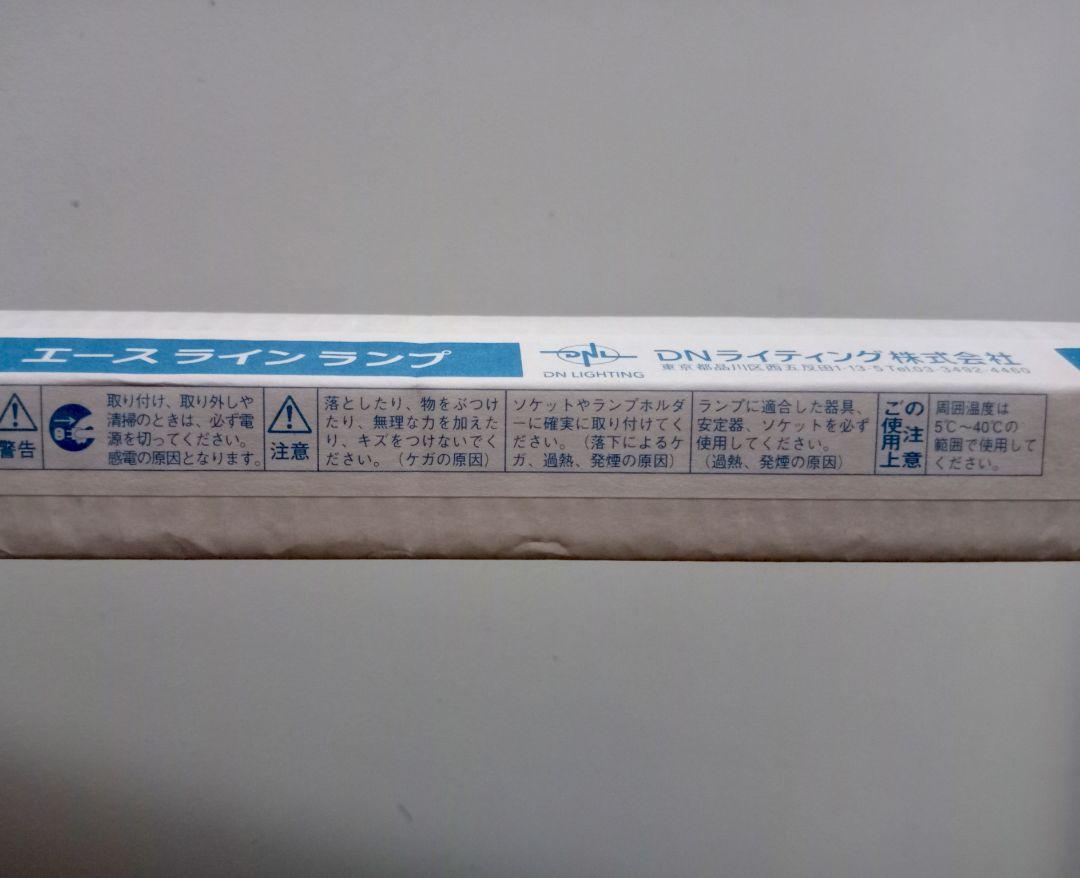 エースラインランプ
DNL
DN LIGHTING
DNライティング株式会社
東京都品川区西五反田1-13-5 Tel.03-3492-4460
警告
取り付け、取り外しや
清掃のときは、必ず電
源を切ってください。
感電の原因となります。
注意
落としたり、物をぶつけ
たり、無理な力を加えた
り、キズをつけないでく
ださい。（ケガの原因）
ソケットやランプホルダ
ーに確実に取り付けてく
ださい。（落下によるケ
ガ、過熱、発煙の原因）
ランプに適合した器具、
安定器、ソケットを必ず
使用してください。
（過熱、発煙の原因）
ご使用上
の注意
周囲温度は
5℃〜40℃の
範囲で使用して
ください。